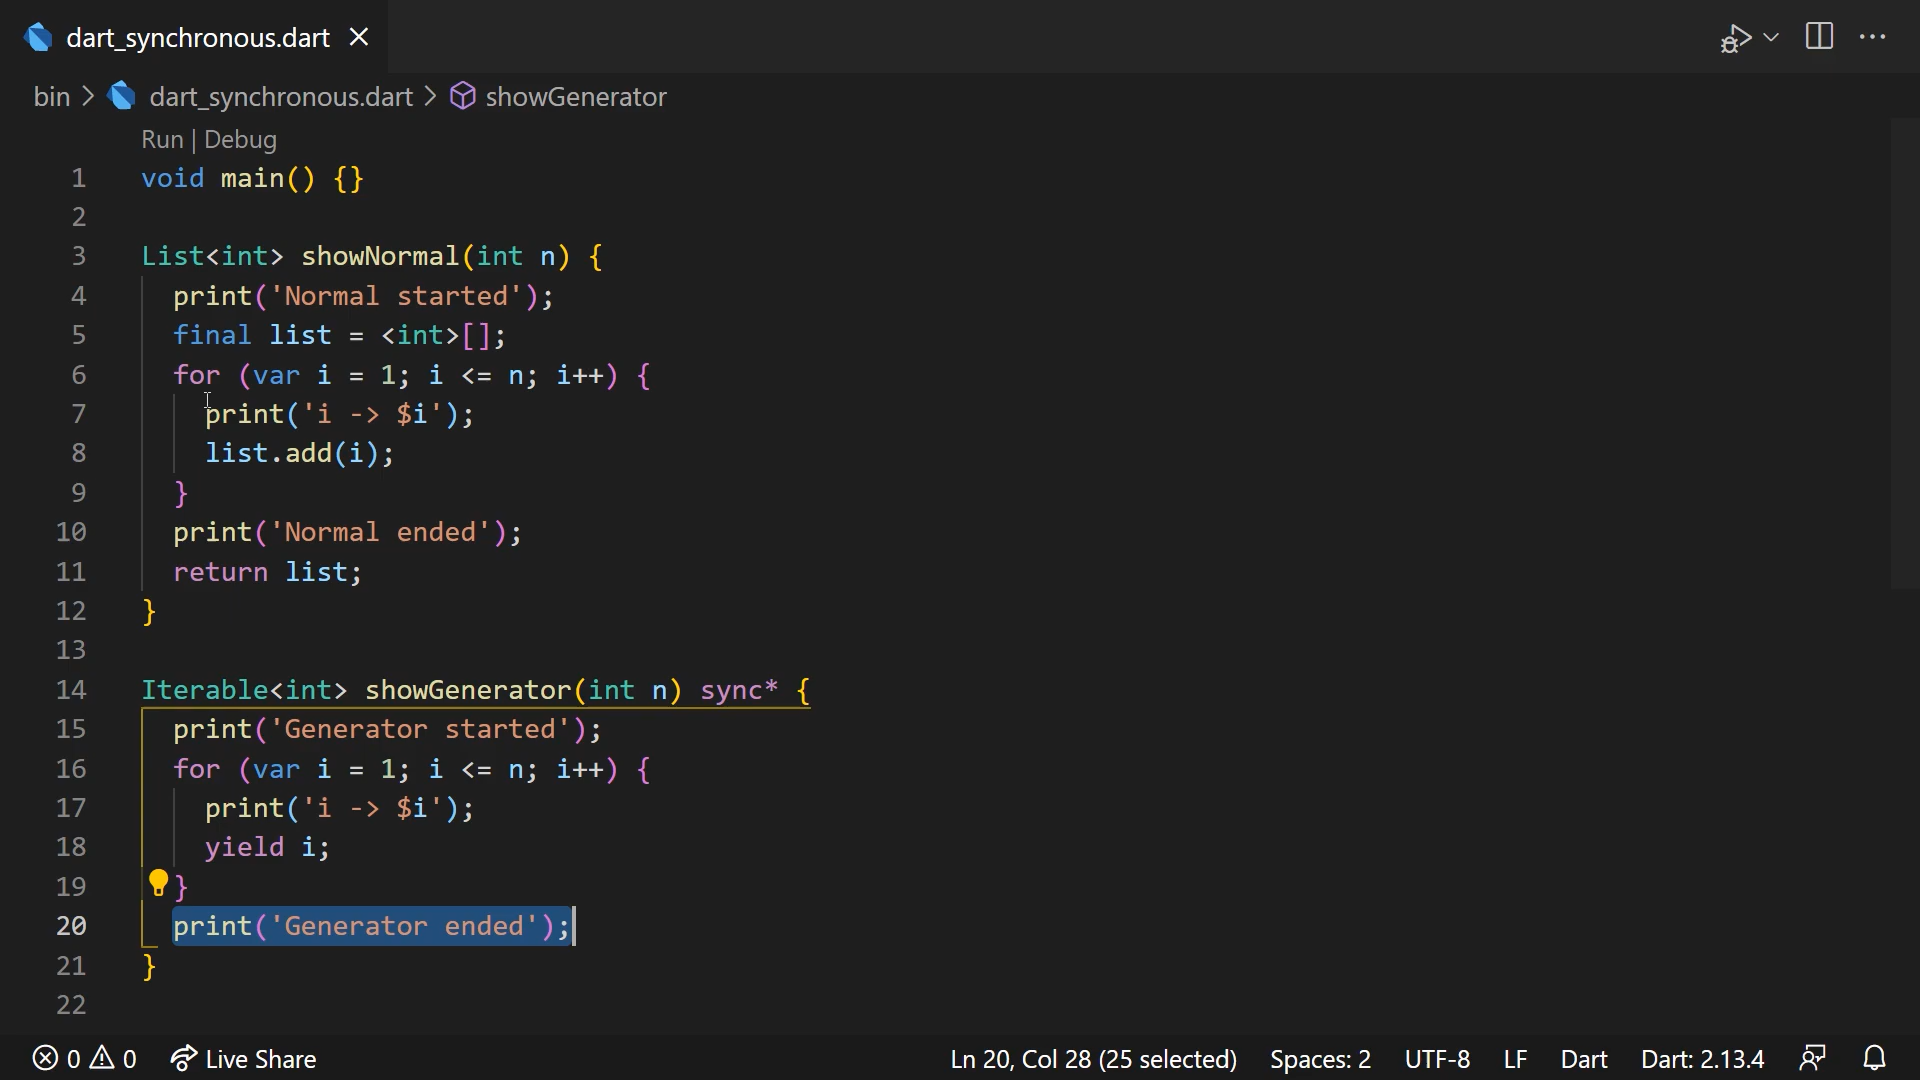 dart_synchronous.dart
bin > dart_synchronous.dart > showGenerator
Run | Debug
1 void main() {}
2
3 List<int> showNormal(int n) {
4   print('Normal started');
5   final list = <int>[];
6   for (var i = 1; i <= n; i++) {
7     print('i -> $i');
8     list.add(i);
9   }
10   print('Normal ended');
11   return list;
12 }
13
14 Iterable<int> showGenerator(int n) sync* {
15   print('Generator started');
16   for (var i = 1; i <= n; i++) {
17     print('i -> $i');
18     yield i;
19   }
20   print('Generator ended');
21 }
22
0 0 Live Share Ln 20, Col 28 (25 selected) Spaces: 2 UTF-8 LF Dart Dart: 2.13.4